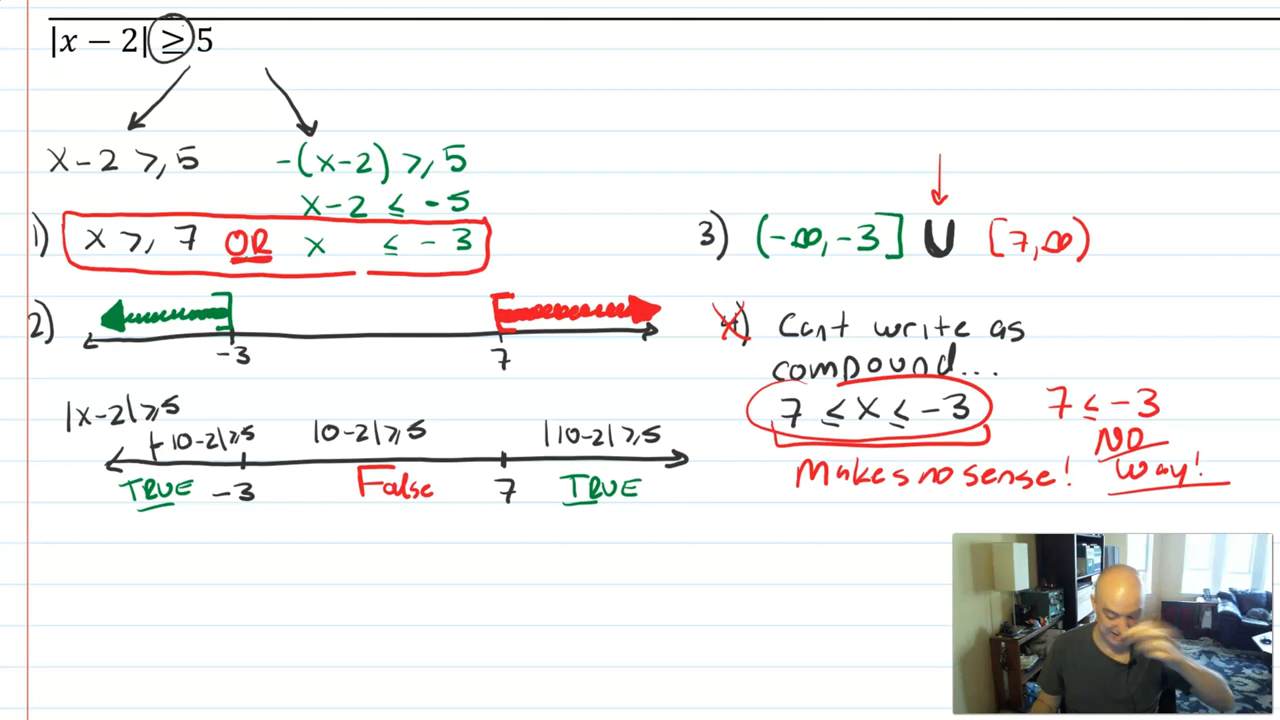 |x − 2| ≥ 5
x-2 ≥ 5
-(x-2) ≥ 5
x-2 ≤ -5
1) x ≥ 7 OR x ≤ -3
2)
-3 7
|x-2| ≥ 5
|-10-2| ≥ 5 |0-2| ≥ 5 |10-2| ≥ 5
TRUE -3 False 7 TRUE
3) (-∞, -3] ∪ [7, ∞)
4) Cant write as
compound...
7 ≤ x ≤ -3 7 ≤ -3
NO
Makes no sense! way!